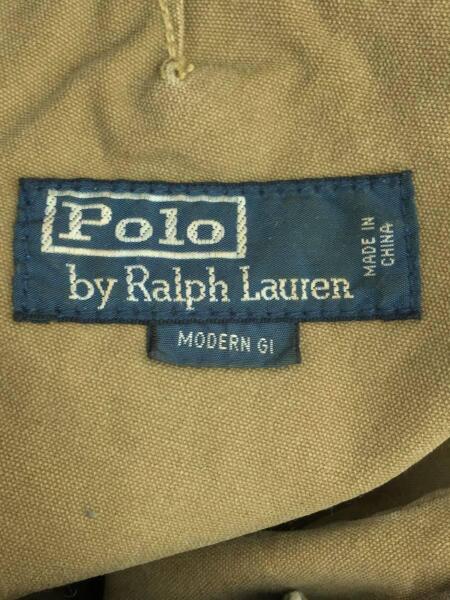 Polo
by Ralph Lauren
MADE IN
CHINA
MODERN GI